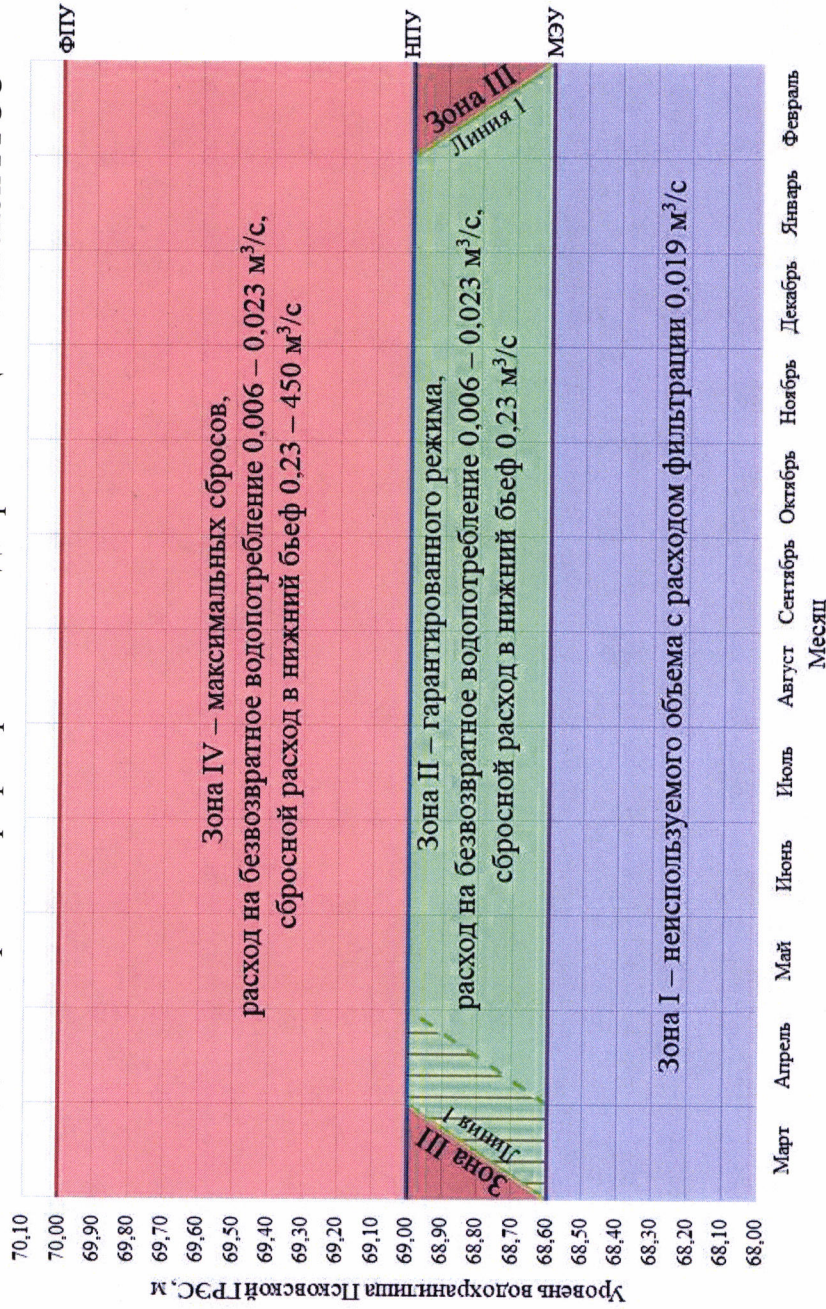 70,10
70,00
69,90
69,80
69,70
69,60
69,50
69,40
69,30
69,20
69,10
69,00
68,90
68,80
68,70
68,60
68,50
68,40
68,30
68,20
68,10
68,00
Уровень водохранилища Псковской ГРЭС, м
ФПУ
НПУ
МЭУ
Зона IV – максимальных сбросов,
расход на безвозвратное водопотребление 0,006 – 0,023 м³/с,
сбросной расход в нижний бьеф 0,23 – 450 м³/с
Зона III
Линия 1
Зона II – гарантированного режима,
расход на безвозвратное водопотребление 0,006 – 0,023 м³/с,
сбросной расход в нижний бьеф 0,23 м³/с
Зона III
Линия 1
Зона I – неиспользуемого объема с расходом фильтрации 0,019 м³/с
Март Апрель Май Июнь Июль Август Сентябрь Октябрь Ноябрь Декабрь Январь Февраль
Месяц